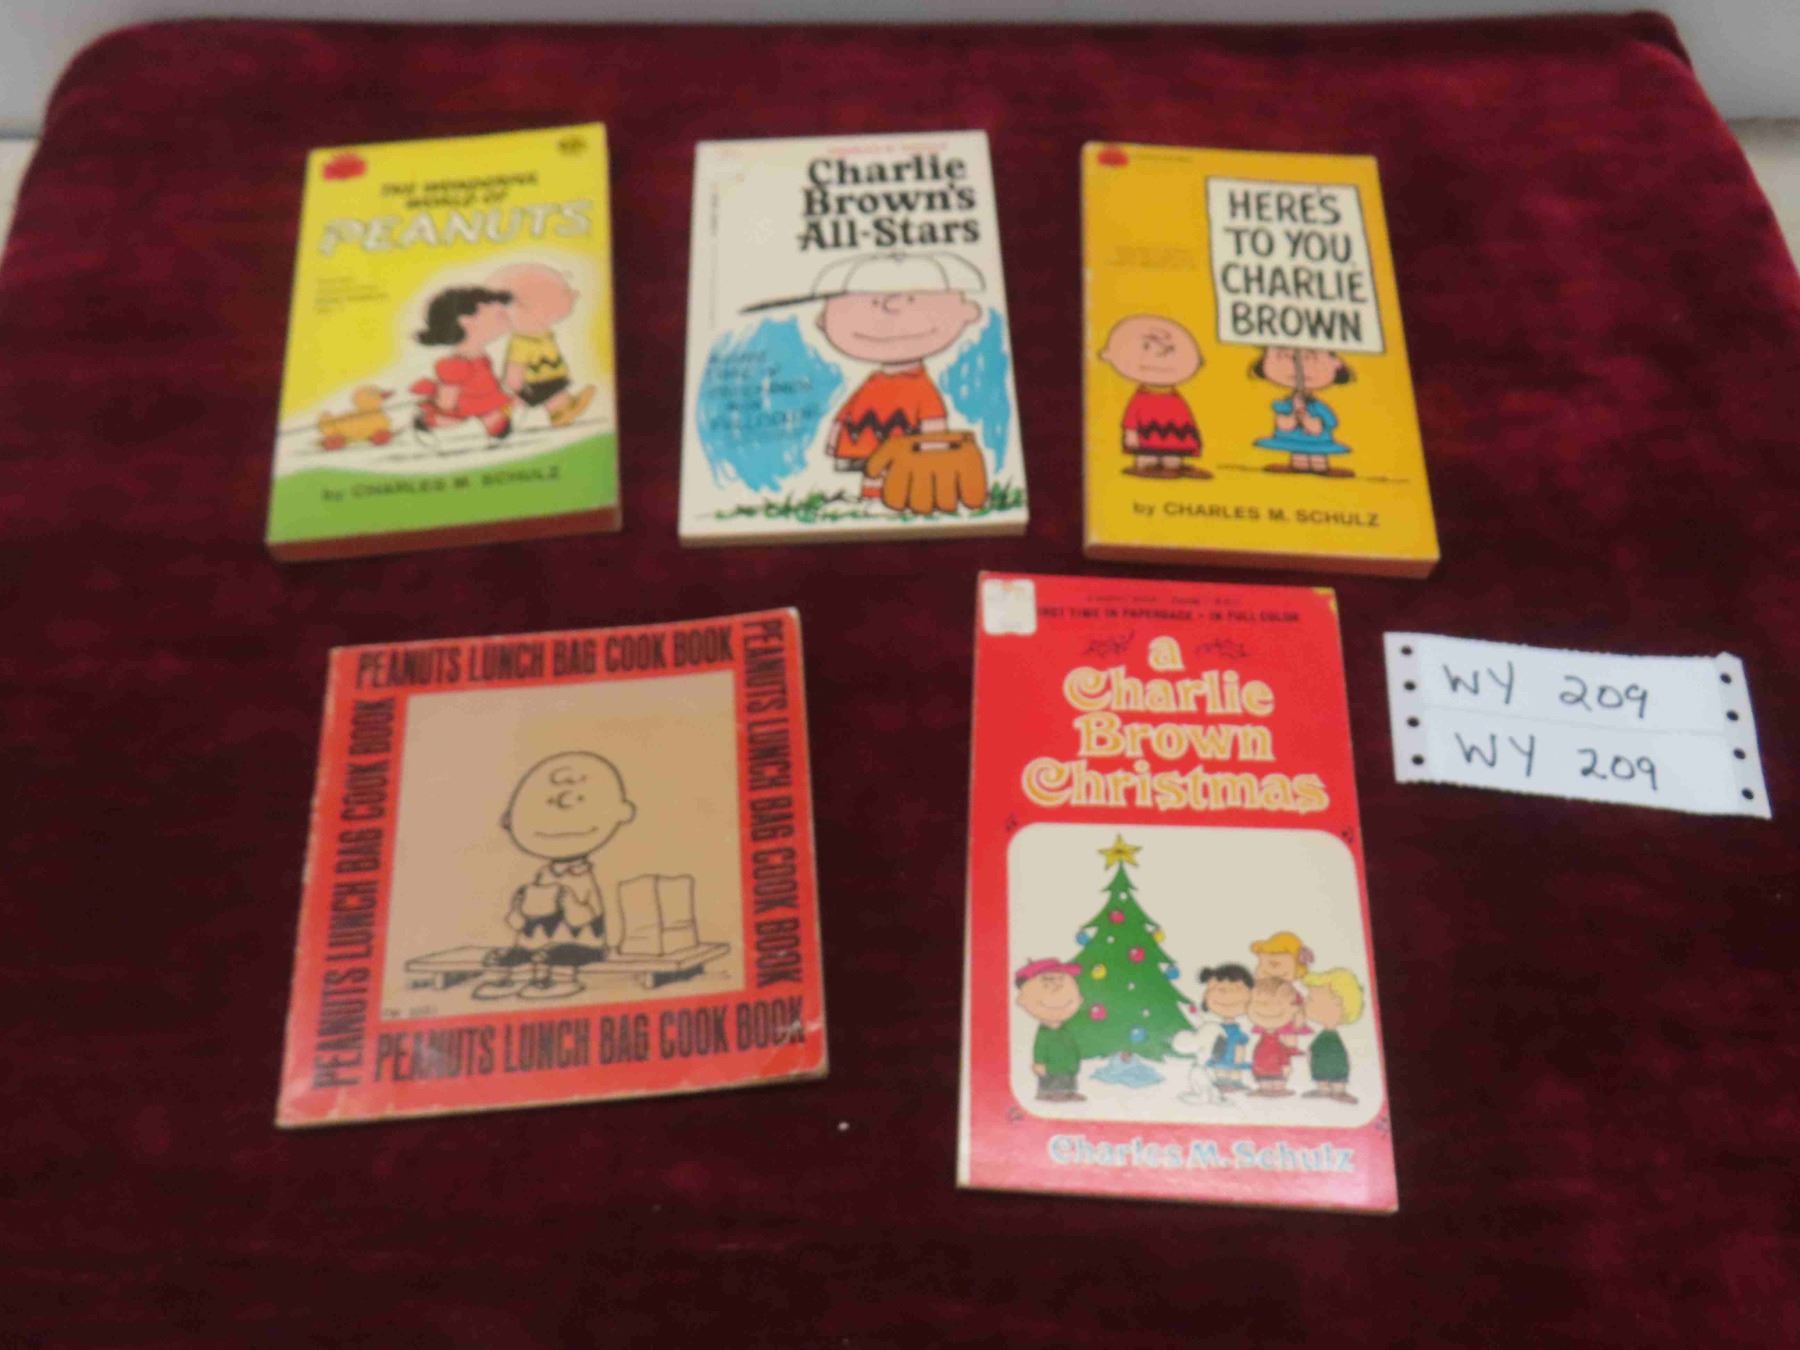 THE WONDERFUL
WORLD OF
PEANUTS
by CHARLES M. SCHULZ
Charlie
Brown's
All-Stars
HERE'S
TO YOU
CHARLIE
BROWN
by CHARLES M. SCHULZ
PEANUTS LUNCH BAG COOK BOOK
PEANUTS LUNCH BAG COOK BOOK
PEANUTS LUNCH BAG COOK BOOK
PEANUTS LUNCH BAG COOK BOOK
TIME IN PAPERBACK • IN FULL COLOR
a
Charlie
Brown
Christmas
Charles M. Schulz
WY 209
WY 209